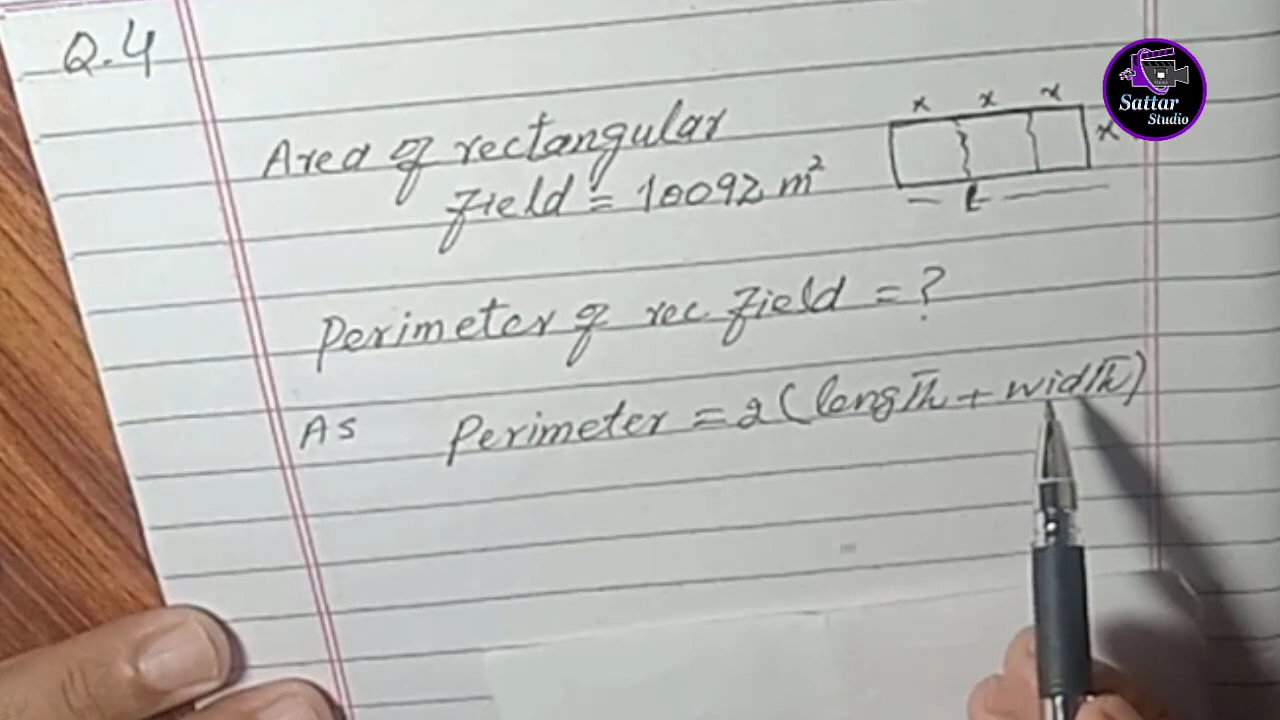 Q.4
x x x
Sattar
Studio
x
Area of rectangular
field = 10092 m²
L
Perimeter of rec. field = ?
As Perimeter = 2 (length + width)